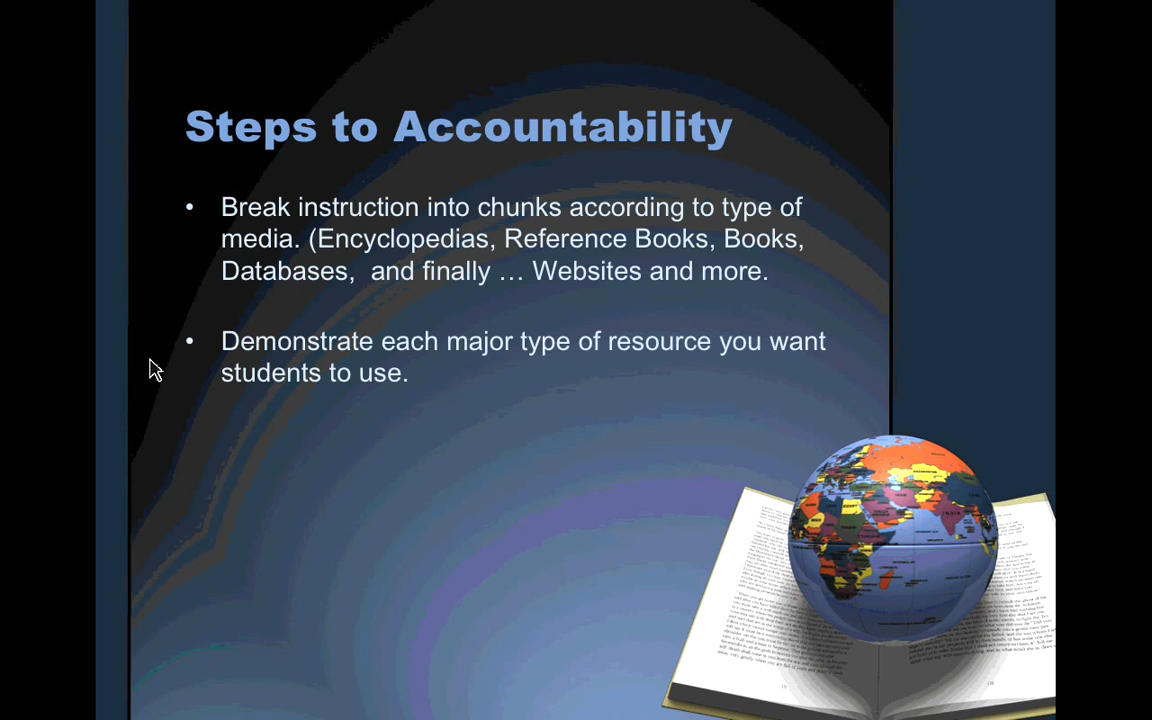 Steps to Accountability
• Break instruction into chunks according to type of
media. (Encyclopedias, Reference Books, Books,
Databases,  and finally … Websites and more.
• Demonstrate each major type of resource you want
students to use.
INDIA